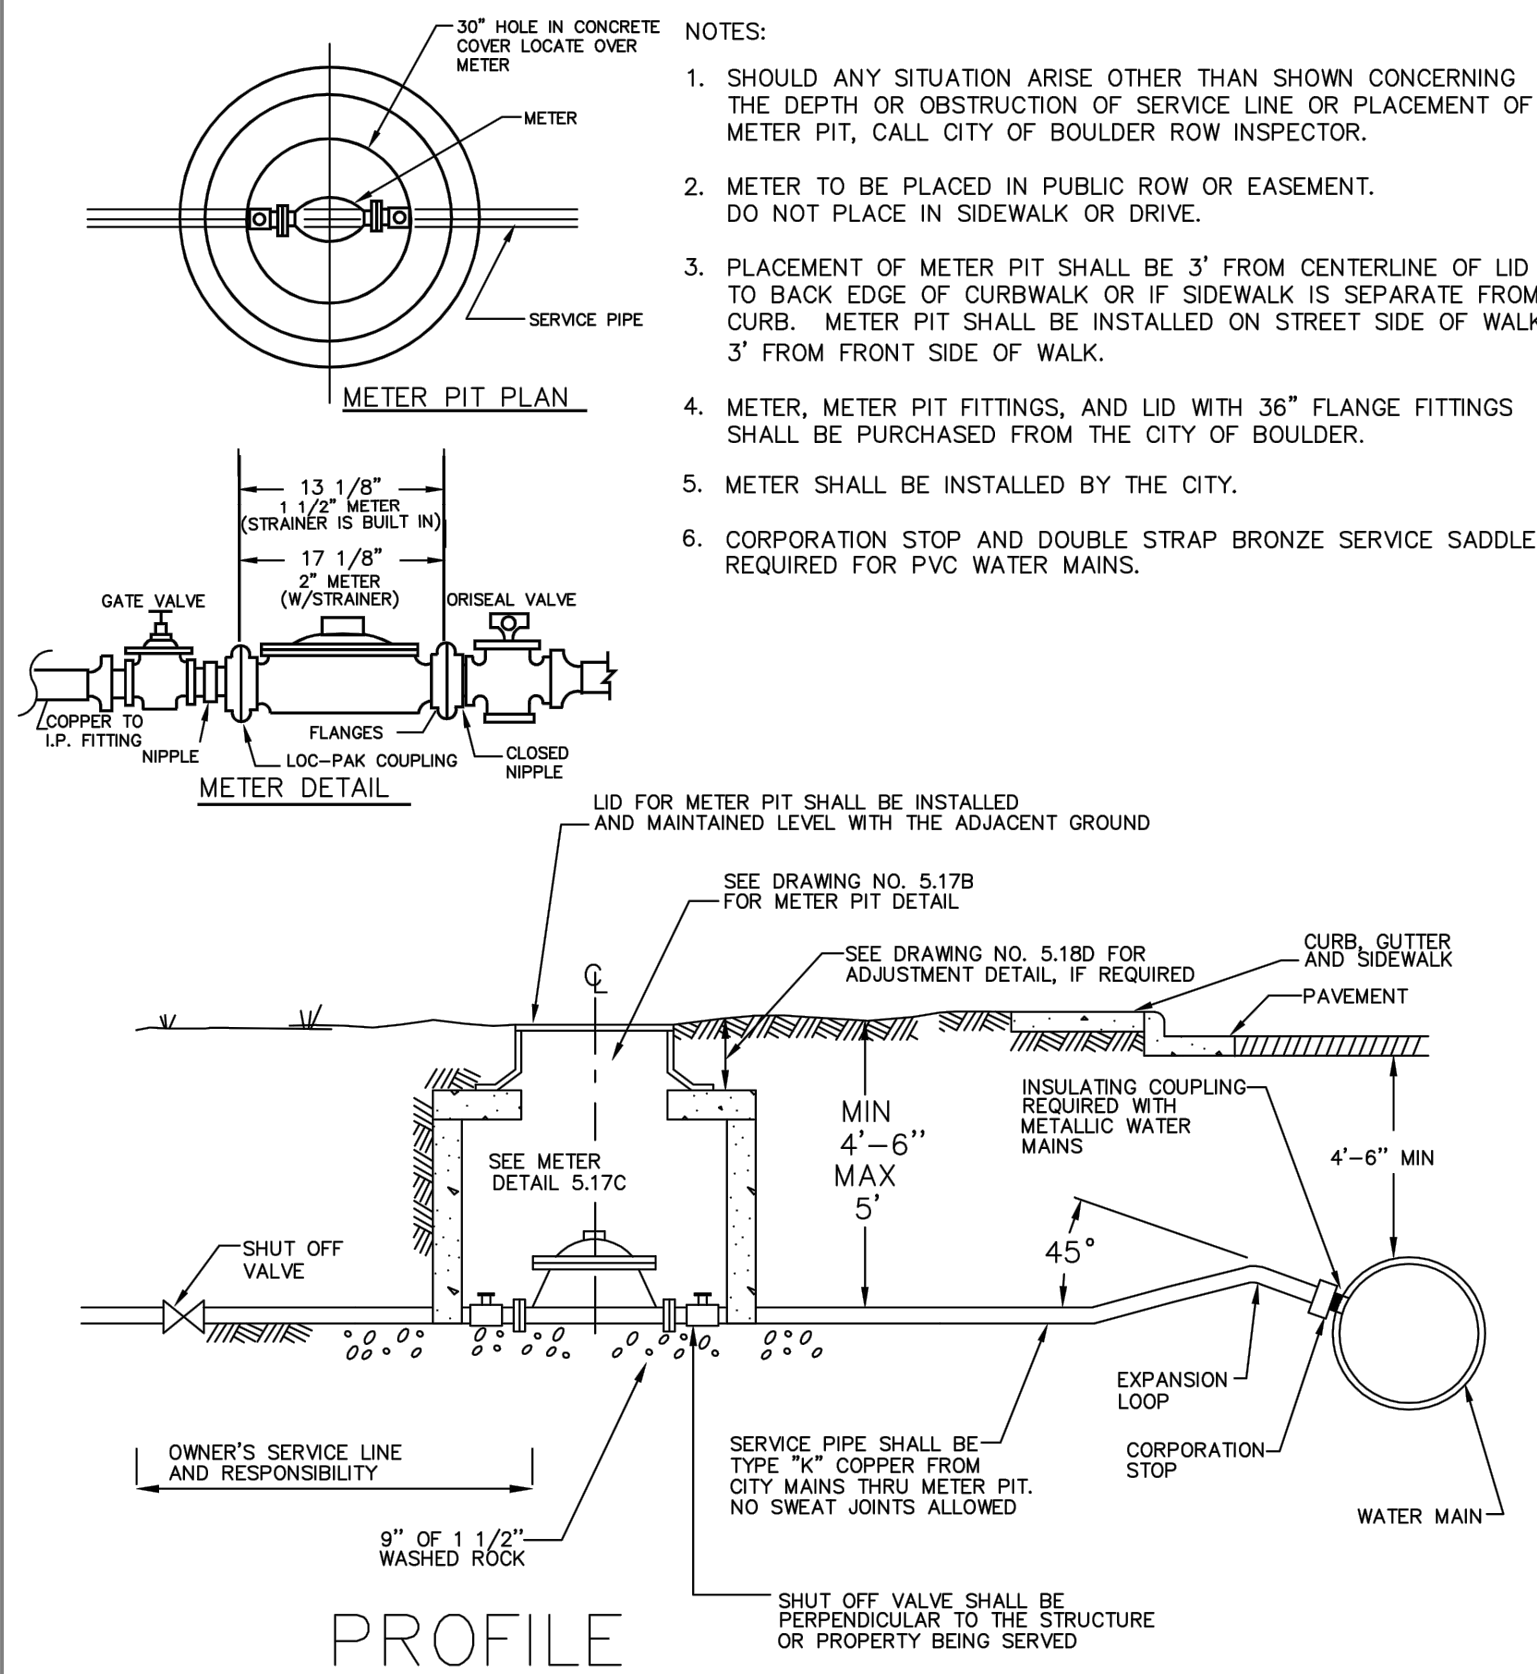 30" HOLE IN CONCRETE
COVER LOCATE OVER
METER
METER
SERVICE PIPE
METER PIT PLAN
NOTES:
1. SHOULD ANY SITUATION ARISE OTHER THAN SHOWN CONCERNING
THE DEPTH OR OBSTRUCTION OF SERVICE LINE OR PLACEMENT OF
METER PIT, CALL CITY OF BOULDER ROW INSPECTOR.
2. METER TO BE PLACED IN PUBLIC ROW OR EASEMENT.
DO NOT PLACE IN SIDEWALK OR DRIVE.
3. PLACEMENT OF METER PIT SHALL BE 3' FROM CENTERLINE OF LID
TO BACK EDGE OF CURBWALK OR IF SIDEWALK IS SEPARATE FROM
CURB. METER PIT SHALL BE INSTALLED ON STREET SIDE OF WALK
3' FROM FRONT SIDE OF WALK.
4. METER, METER PIT FITTINGS, AND LID WITH 36" FLANGE FITTINGS
SHALL BE PURCHASED FROM THE CITY OF BOULDER.
5. METER SHALL BE INSTALLED BY THE CITY.
6. CORPORATION STOP AND DOUBLE STRAP BRONZE SERVICE SADDLE
REQUIRED FOR PVC WATER MAINS.
13 1/8"
1 1/2" METER
(STRAINER IS BUILT IN)
17 1/8"
2" METER
(W/STRAINER)
GATE VALVE
ORISEAL VALVE
COPPER TO
I.P. FITTING
NIPPLE
FLANGES
LOC-PAK COUPLING
CLOSED
NIPPLE
METER DETAIL
LID FOR METER PIT SHALL BE INSTALLED
AND MAINTAINED LEVEL WITH THE ADJACENT GROUND
SEE DRAWING NO. 5.17B
FOR METER PIT DETAIL
SEE DRAWING NO. 5.18D FOR
ADJUSTMENT DETAIL, IF REQUIRED
CURB, GUTTER
AND SIDEWALK
PAVEMENT
CL
INSULATING COUPLING
REQUIRED WITH
METALLIC WATER
MAINS
MIN
4'-6"
MAX
5'
4'-6" MIN
SEE METER
DETAIL 5.17C
45°
SHUT OFF
VALVE
EXPANSION
LOOP
CORPORATION
STOP
WATER MAIN
OWNER'S SERVICE LINE
AND RESPONSIBILITY
SERVICE PIPE SHALL BE
TYPE "K" COPPER FROM
CITY MAINS THRU METER PIT.
NO SWEAT JOINTS ALLOWED
9" OF 1 1/2"
WASHED ROCK
SHUT OFF VALVE SHALL BE
PERPENDICULAR TO THE STRUCTURE
OR PROPERTY BEING SERVED
PROFILE